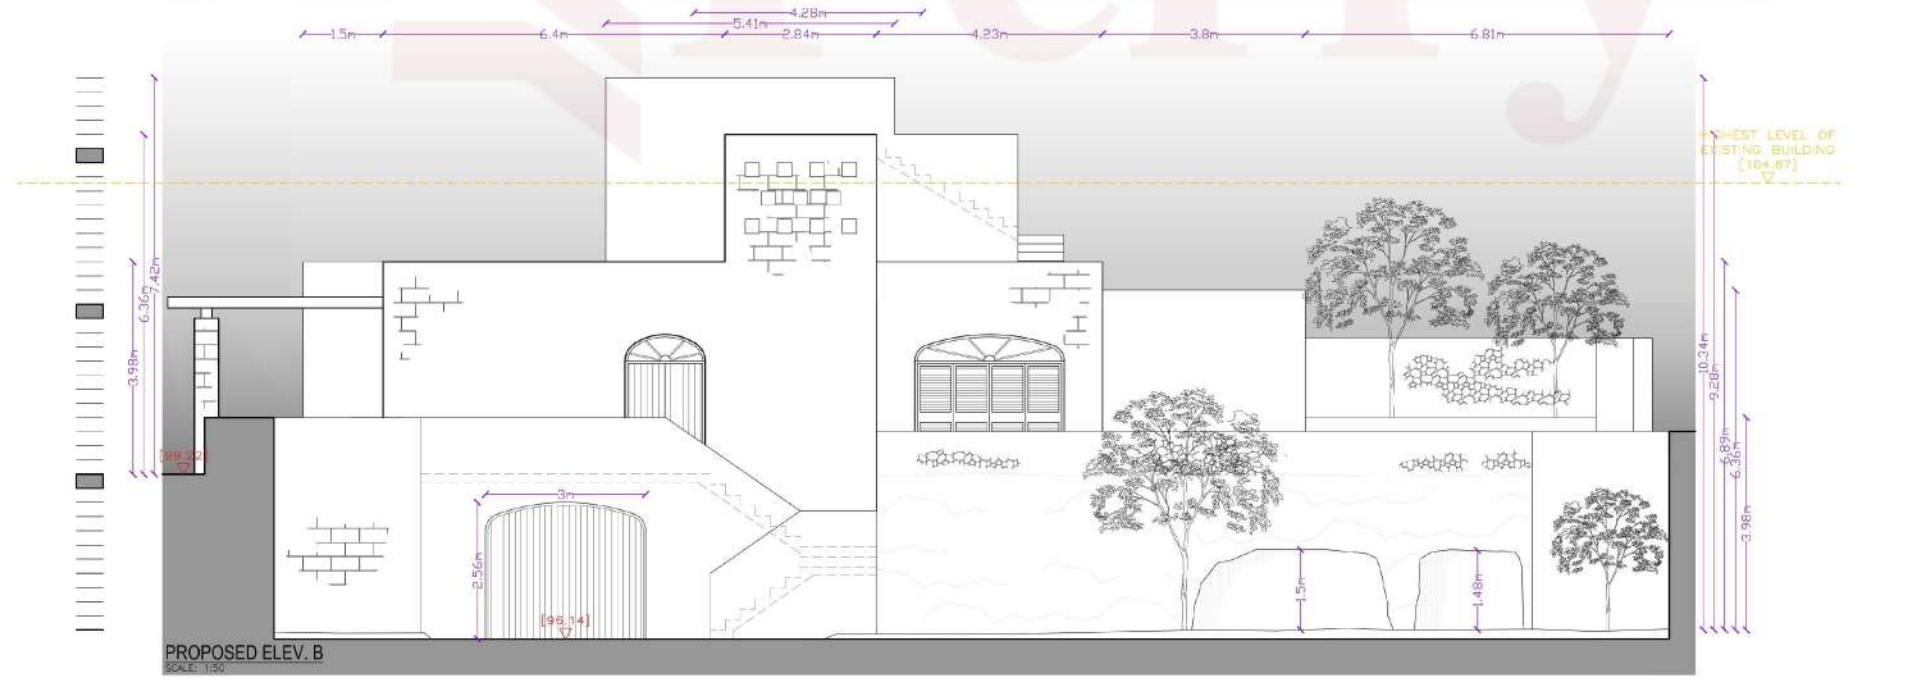 4.28m
5.41m
1.5m
6.4m
2.84m
4.23m
3.8m
6.81m
HIGHEST LEVEL OF
EXISTING BUILDING
[104.67]
7.42m
6.36m
3.98m
10.34m
9.28m
6.89m
6.36m
3.98m
[99.22]
3m
2.56m
[96.14]
1.5m
1.48m
PROPOSED ELEV. B
SCALE: 1:50